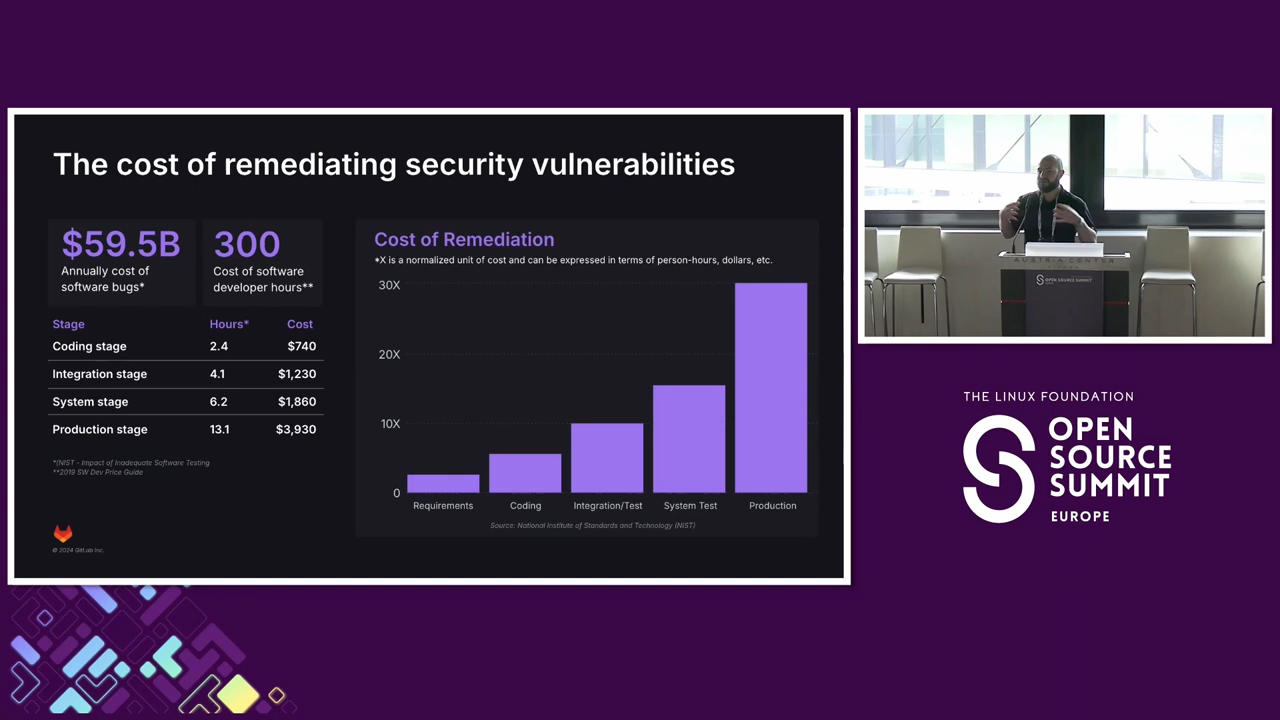 The cost of remediating security vulnerabilities
$59.5B
Annually cost of
software bugs*
300
Cost of software
developer hours**
Stage Hours* Cost
Coding stage 2.4 $740
Integration stage 4.1 $1,230
System stage 6.2 $1,860
Production stage 13.1 $3,930
*(NIST - Impact of Inadequate Software Testing
**2019 SW Dev Price Guide
© 2024 GitLab Inc.
Cost of Remediation
*X is a normalized unit of cost and can be expressed in terms of person-hours, dollars, etc.
30X
20X
10X
0
Requirements Coding Integration/Test System Test Production
Source: National Institute of Standards and Technology (NIST)
AUSTRIA CENTER
OPEN SOURCE SUMMIT
THE LINUX FOUNDATION
OPEN
SOURCE
SUMMIT
EUROPE